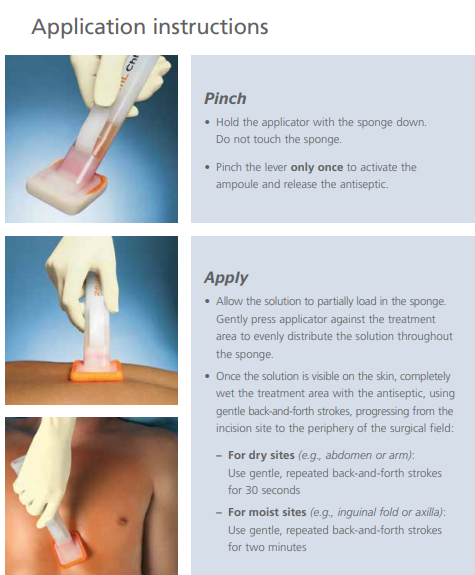 Application instructions
Pinch
• Hold the applicator with the sponge down.
Do not touch the sponge.
• Pinch the lever only once to activate the
ampoule and release the antiseptic.
Apply
• Allow the solution to partially load in the sponge.
Gently press applicator against the treatment
area to evenly distribute the solution throughout
the sponge.
• Once the solution is visible on the skin, completely
wet the treatment area with the antiseptic, using
gentle back-and-forth strokes, progressing from the
incision site to the periphery of the surgical field:
– For dry sites (e.g., abdomen or arm):
Use gentle, repeated back-and-forth strokes
for 30 seconds
– For moist sites (e.g., inguinal fold or axilla):
Use gentle, repeated back-and-forth strokes
for two minutes